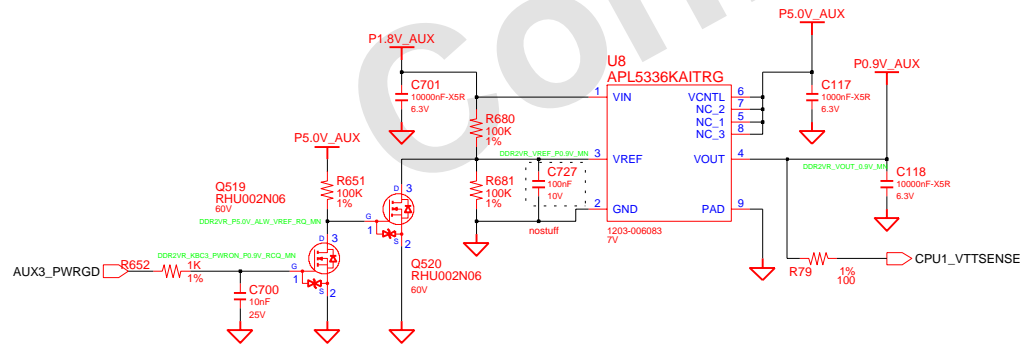 Com
P5.0V_AUX
P1.8V_AUX
P0.9V_AUX
U8
APL5336KAITRG
C701
10000nF-X5R
6.3V
C117
1000nF-X5R
6.3V
1
VIN
VCNTL
6
NC_2
7
NC_1
5
NC_3
8
R680
100K
1%
P5.0V_AUX
DDR2VR_VREF_P0.9V_MN
3
VREF
VOUT
4
DDR2VR_VOUT_0.9V_MN
C727
100nF
10V
R681
100K
1%
C118
10000nF-X5R
6.3V
Q519
RHU002N06
60V
R651
100K
1%
D
3
G
1
S
2
DDR2VR_P5.0V_ALW_VREF_RQ_MN
2
GND
PAD
9
nostuff
1203-006083
7V
D
3
DDR2VR_KBC3_PWRON_P0.9V_RCQ_MN
Q520
RHU002N06
60V
AUX3_PWRGD
R652
1K
1%
G
1
S
2
C700
10nF
25V
R79
1%
100
CPU1_VTTSENSE